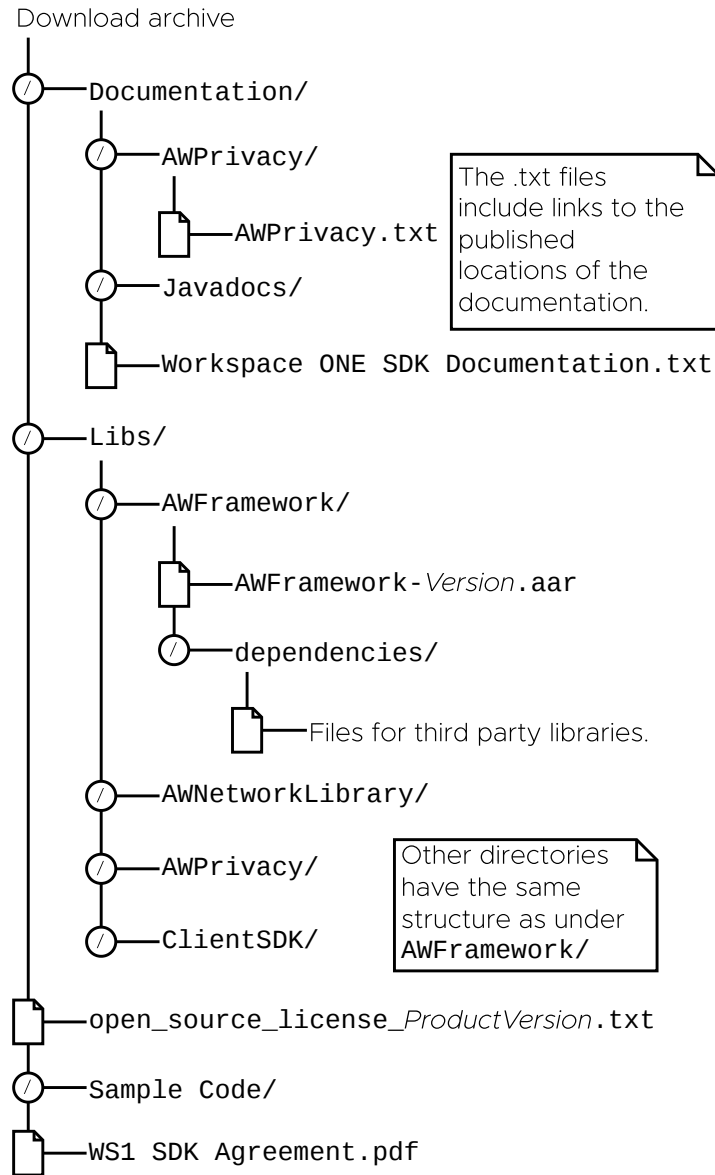 Download archive
Documentation/
AWPrivacy/
The .txt files
include links to the
published
locations of the
documentation.
AWPrivacy.txt
Javadocs/
Workspace ONE SDK Documentation.txt
Libs/
AWFramework/
AWFramework-Version.aar
dependencies/
Files for third party libraries.
AWNetworkLibrary/
AWPrivacy/
Other directories
have the same
structure as under
AWFramework/
ClientSDK/
open_source_license_ProductVersion.txt
Sample Code/
WS1 SDK Agreement.pdf